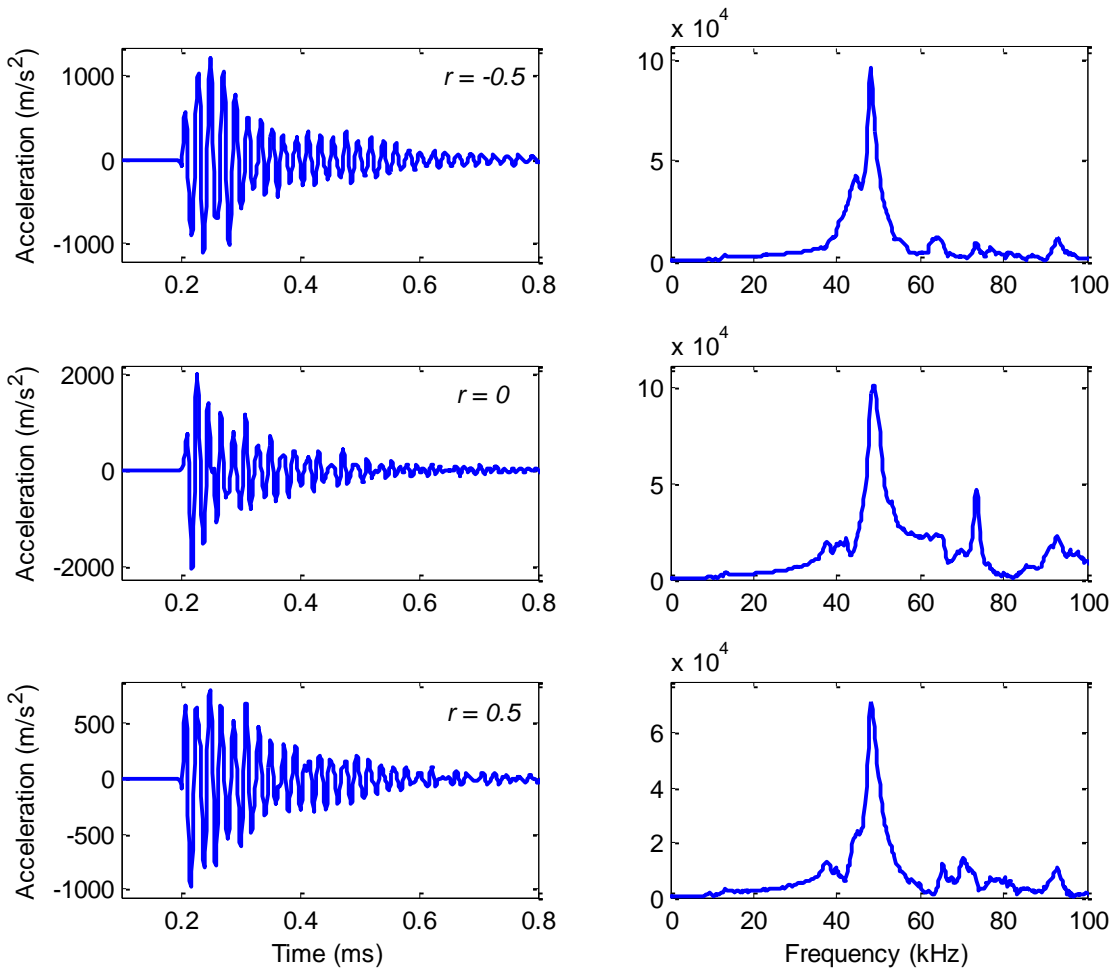 x 10^4
Acceleration (m/s^2)
1000
0
-1000
r = -0.5
0.2 0.4 0.6 0.8
10
5
0
0 20 40 60 80 100
x 10^4
Acceleration (m/s^2)
2000
0
-2000
r = 0
0.2 0.4 0.6 0.8
10
5
0
0 20 40 60 80 100
x 10^4
Acceleration (m/s^2)
500
0
-500
-1000
r = 0.5
0.2 0.4 0.6 0.8
Time (ms)
6
4
2
0
0 20 40 60 80 100
Frequency (kHz)